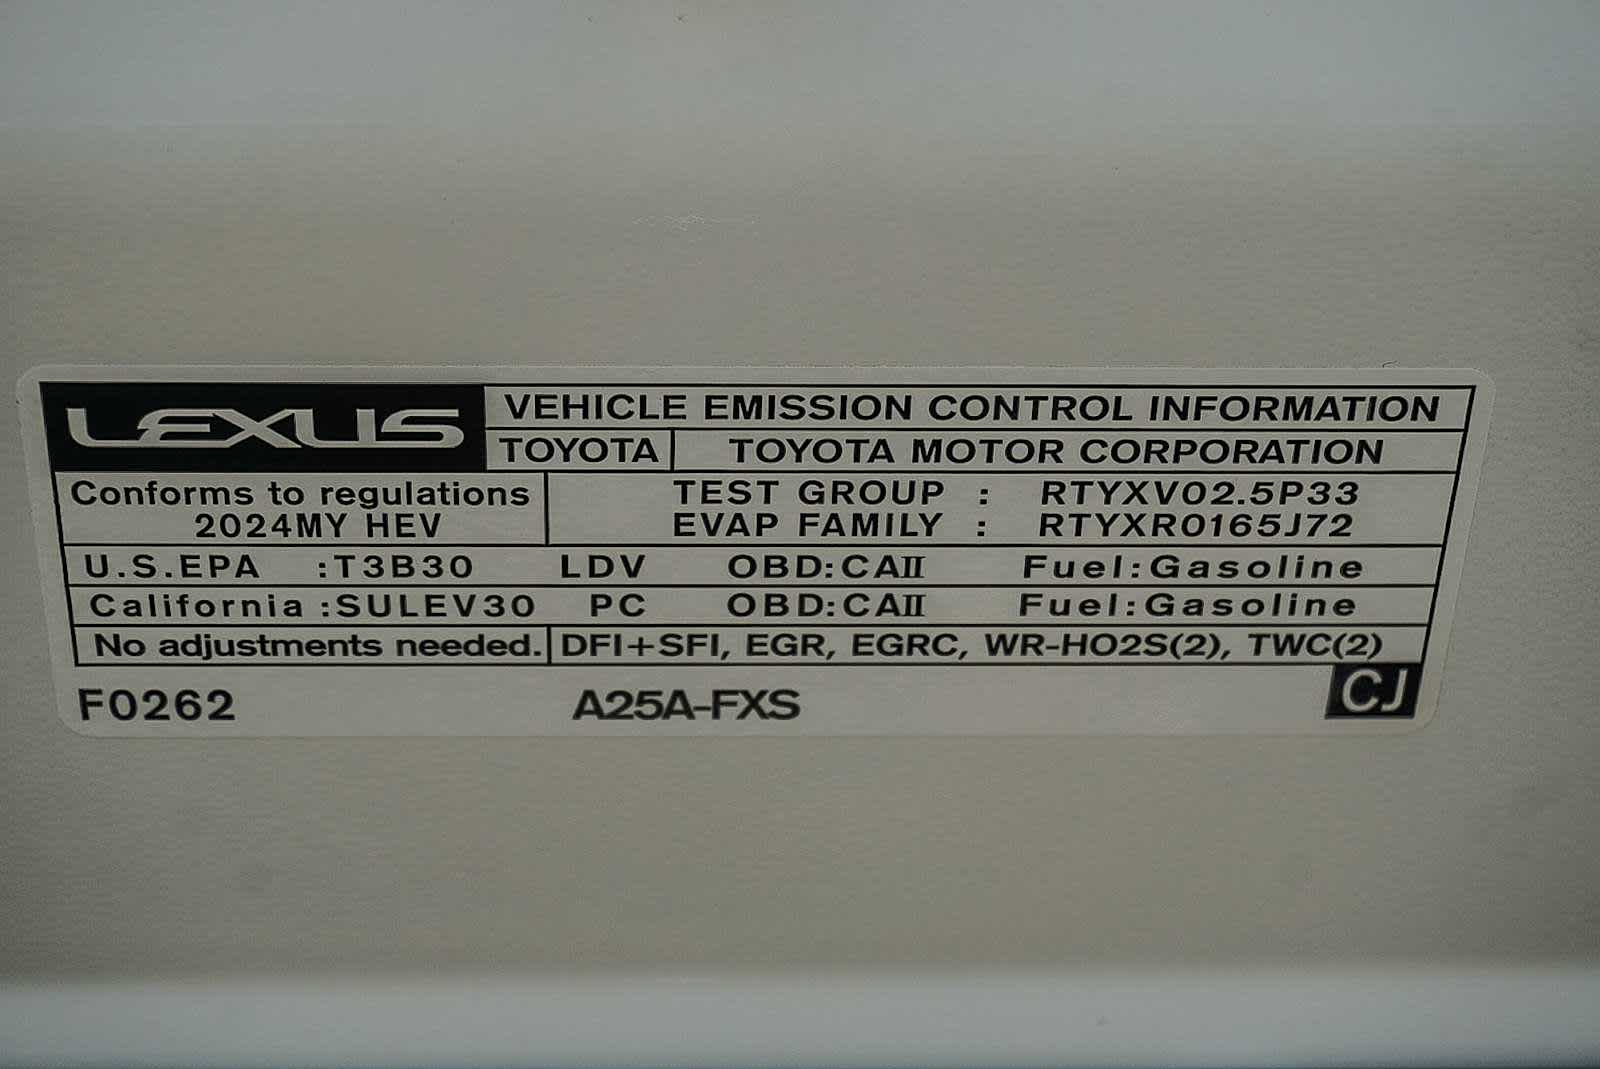 LEXUS VEHICLE EMISSION CONTROL INFORMATION
TOYOTA TOYOTA MOTOR CORPORATION
Conforms to regulations TEST GROUP : RTYXV02.5P33
2024MY HEV EVAP FAMILY : RTYXR0165J72
U.S.EPA :T3B30 LDV OBD:CAII Fuel:Gasoline
California :SULEV30 PC OBD:CAII Fuel:Gasoline
No adjustments needed. DFI+SFI, EGR, EGRC, WR-HO2S(2), TWC(2)
F0262 A25A-FXS CJ